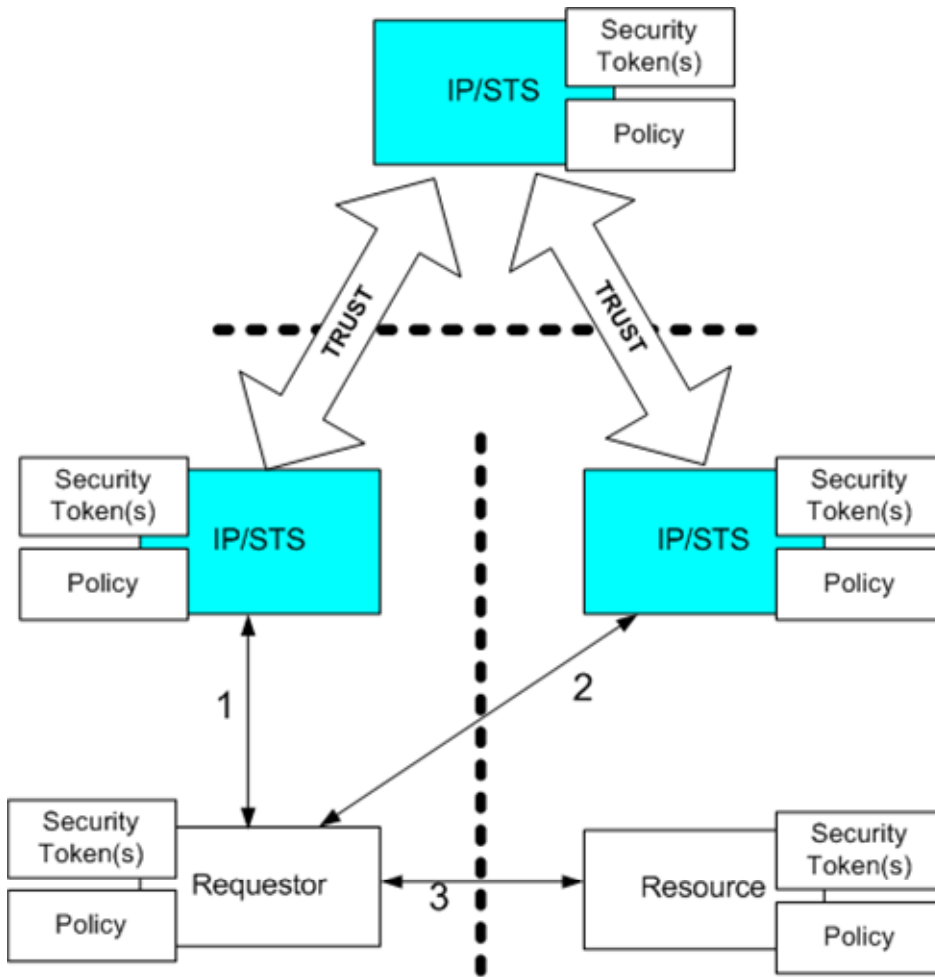 Security
Token(s)
IP/STS
Policy
TRUST
TRUST
Security
Token(s)
IP/STS
Policy
IP/STS
Security
Token(s)
Policy
1
2
Security
Token(s)
Requestor
Policy
3
Resource
Security
Token(s)
Policy